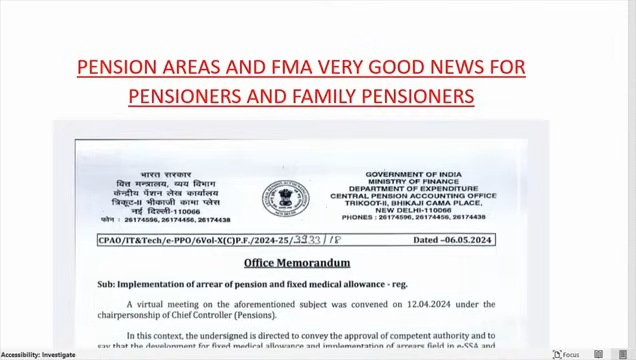 PENSION AREAS AND FMA VERY GOOD NEWS FOR
PENSIONERS AND FAMILY PENSIONERS
भारत सरकार
वित्त मन्त्रालय, व्यय विभाग
केन्द्रीय पेंशन लेखा कार्यालय
त्रिकूट-II भीकाजी कामा प्लेस
नई दिल्ली-110066
फोन : 26174596, 26174456, 26174438
GOVERNMENT OF INDIA
MINISTRY OF FINANCE
DEPARTMENT OF EXPENDITURE
CENTRAL PENSION ACCOUNTING OFFICE
TRIKOOT-II, BHIKAJI CAMA PLACE,
NEW DELHI-110066
PHONES : 26174596, 26174456, 26174438
CPAO/IT&Tech/e-PPO/6Vol-X(C)P.F./2024-25/3933/18 Dated –06.05.2024
Office Memorandum
Sub: Implementation of arrear of pension and fixed medical allowance - reg.
A virtual meeting on the aforementioned subject was convened on 12.04.2024 under the
chairpersonship of Chief Controller (Pensions).
In this context, the undersigned is directed to convey the approval of competent authority and to
say that the development for fixed medical allowance and implementation of arrears field in e-SSA and
Accessibility: Investigate
Focus